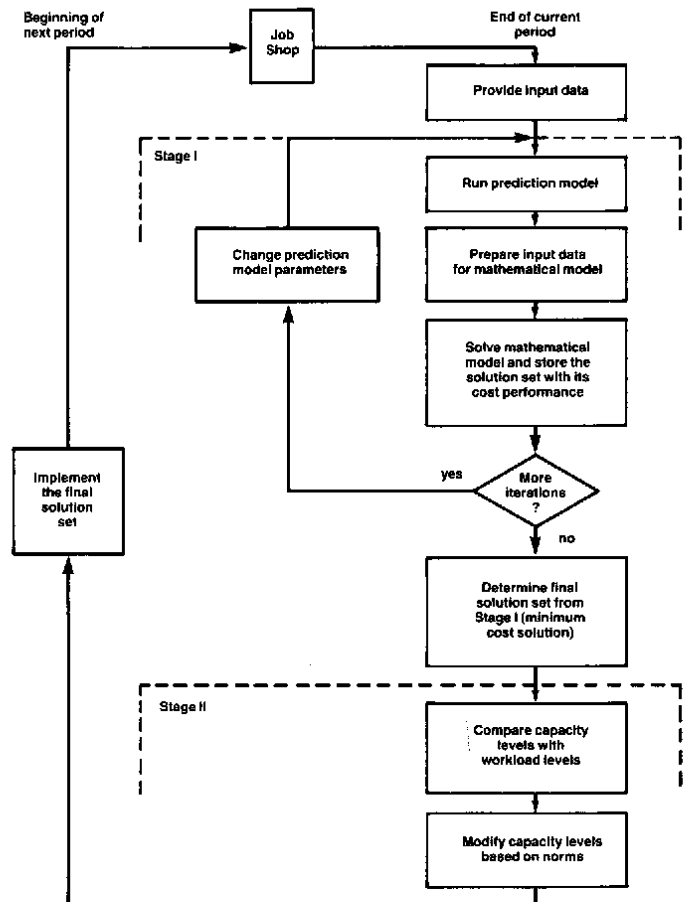 Beginning of
next period
Job
Shop
End of current
period
Provide input data
Stage I
Run prediction model
Change prediction
model parameters
Prepare input data
for mathematical model
Solve mathematical
model and store the
solution set with its
cost performance
yes
More
iterations
?
no
Implement
the final
solution
set
Determine final
solution set from
Stage I (minimum
cost solution)
Stage II
Compare capacity
levels with
workload levels
Modify capacity levels
based on norms